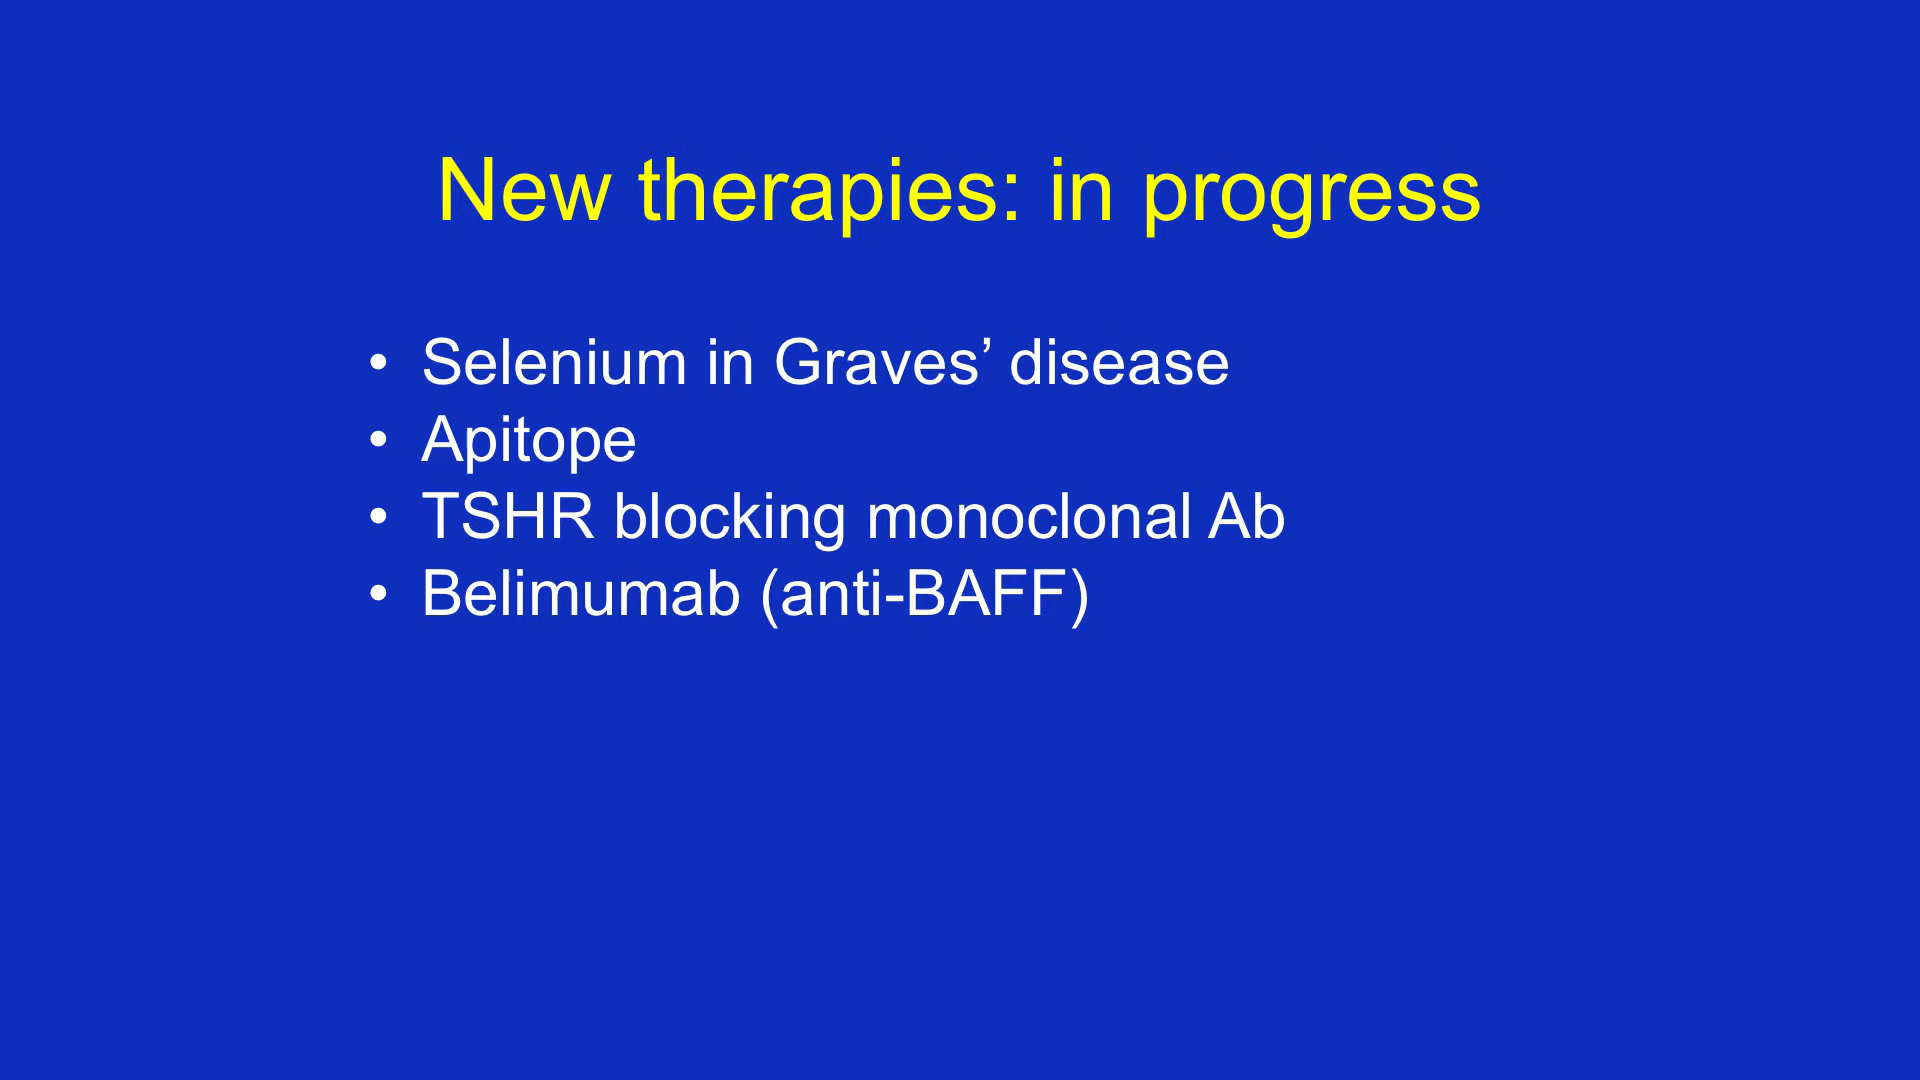 New therapies: in progress
• Selenium in Graves’ disease
• Apitope
• TSHR blocking monoclonal Ab
• Belimumab (anti-BAFF)